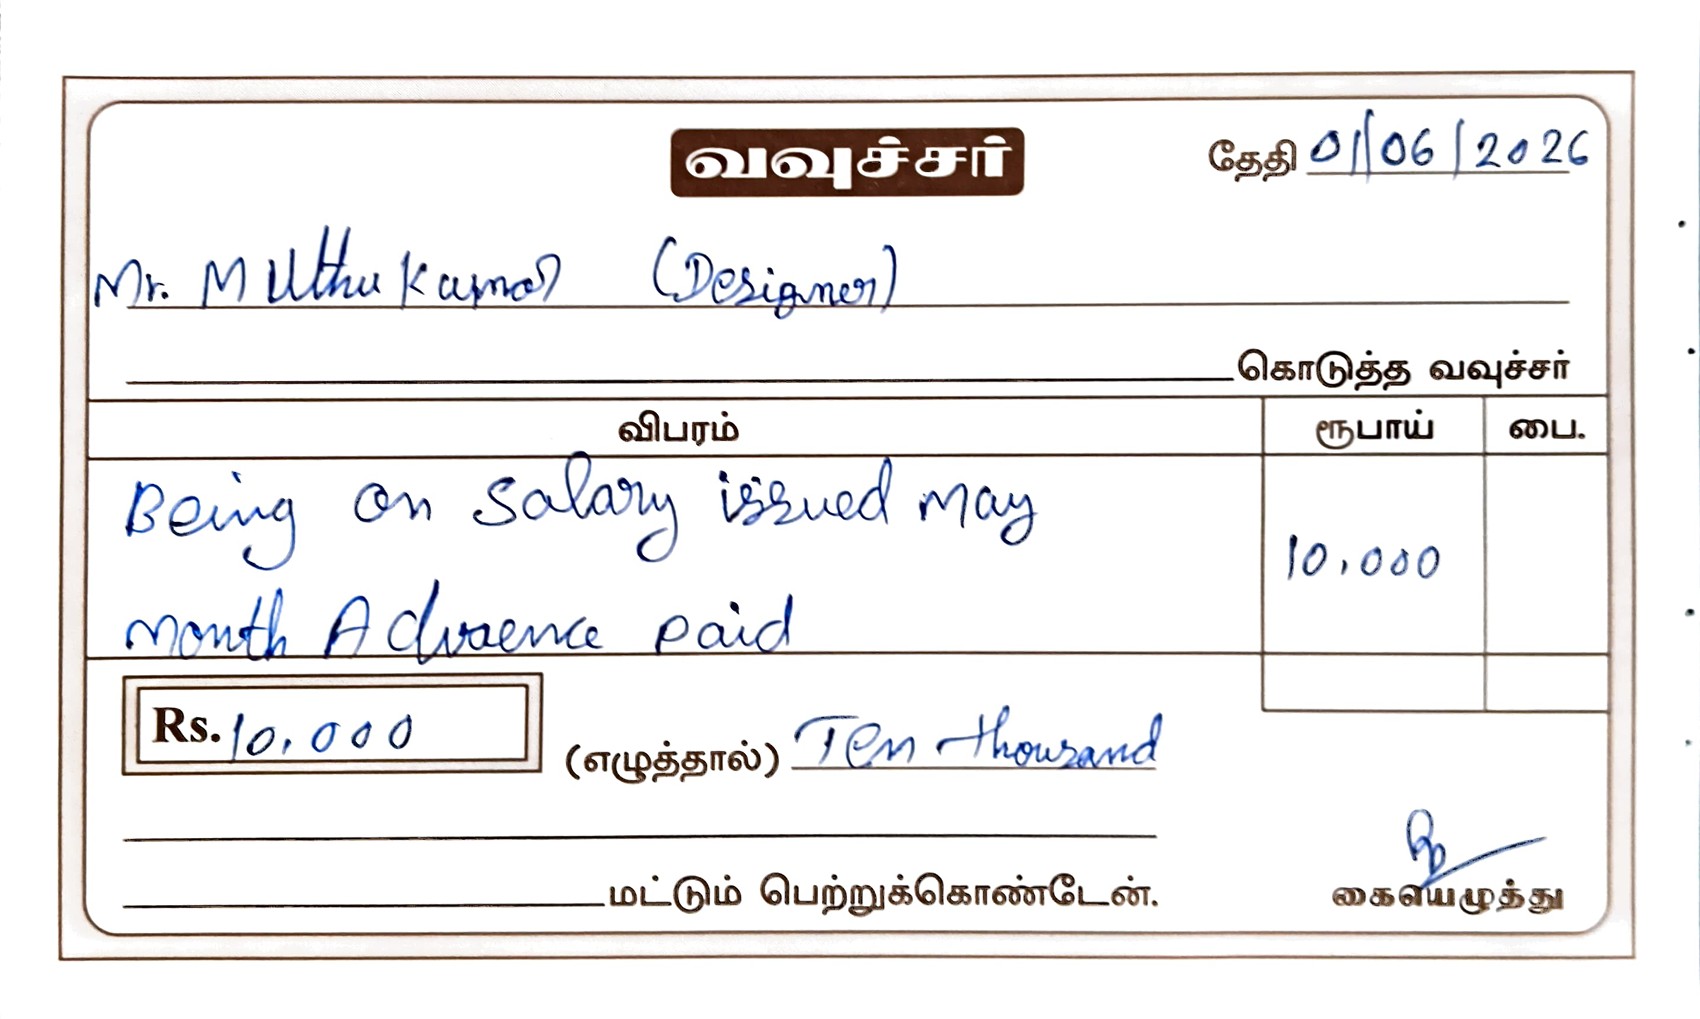 வவுச்சர்
தேதி 01/06/2026
Mr. Muthu Kumar (Designer)
கொடுத்த வவுச்சர்
விபரம் ரூபாய் பை.
Being on Salary issued may
10,000
month Advaence paid
Rs. 10,000 (எழுத்தால்) Ten thousand
மட்டும் பெற்றுக்கொண்டேன்.
கையெழுத்து